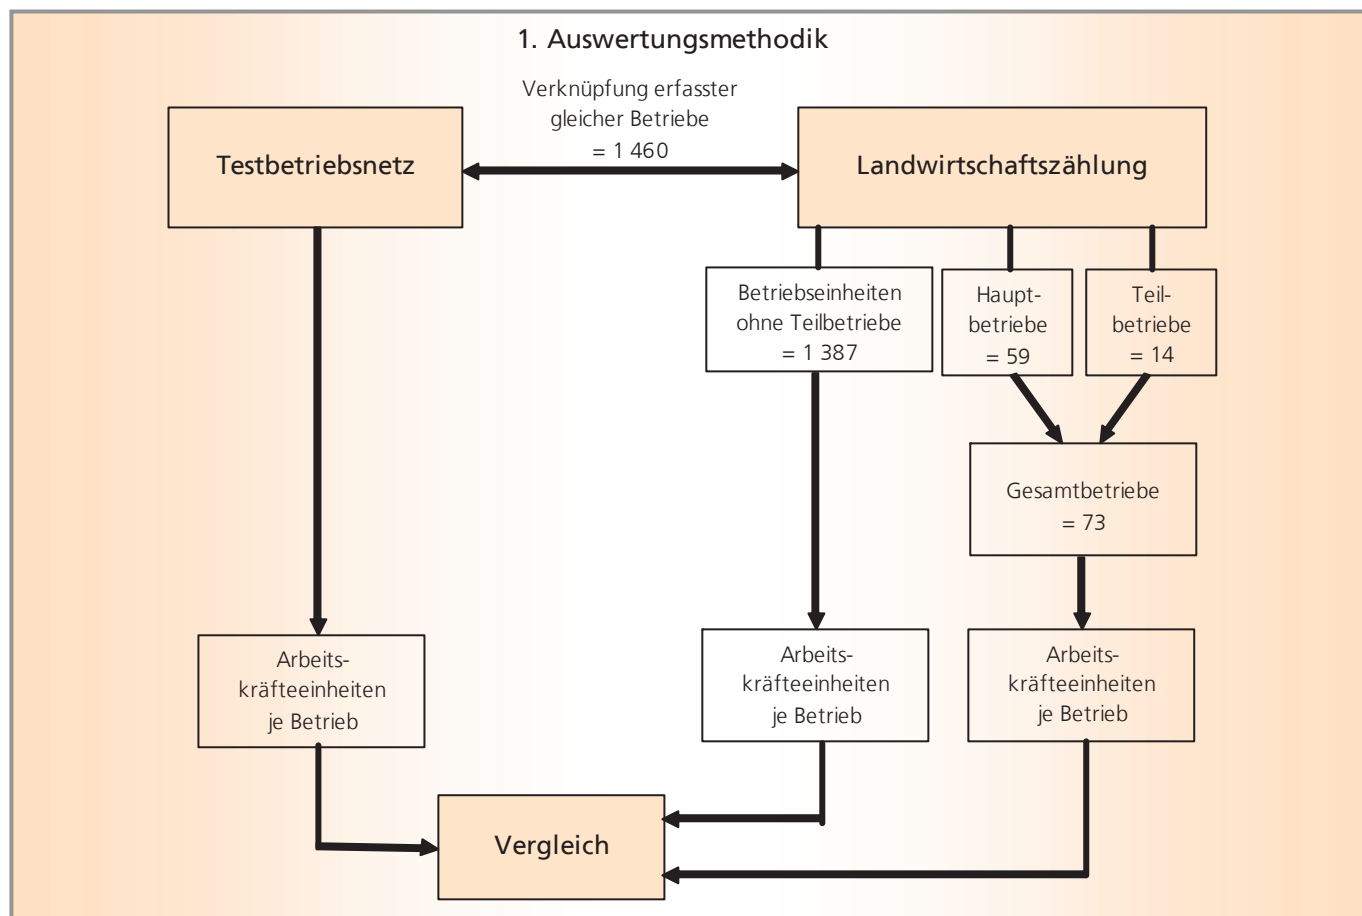 1. Auswertungsmethodik
Verknüpfung erfasster
gleicher Betriebe
= 1 460
Testbetriebsnetz
Landwirtschaftszählung
Betriebseinheiten
ohne Teilbetriebe
= 1 387
Haupt-
betriebe
= 59
Teil-
betriebe
= 14
Gesamtbetriebe
= 73
Arbeits-
kräfteeinheiten
je Betrieb
Arbeits-
kräfteeinheiten
je Betrieb
Arbeits-
kräfteeinheiten
je Betrieb
Vergleich